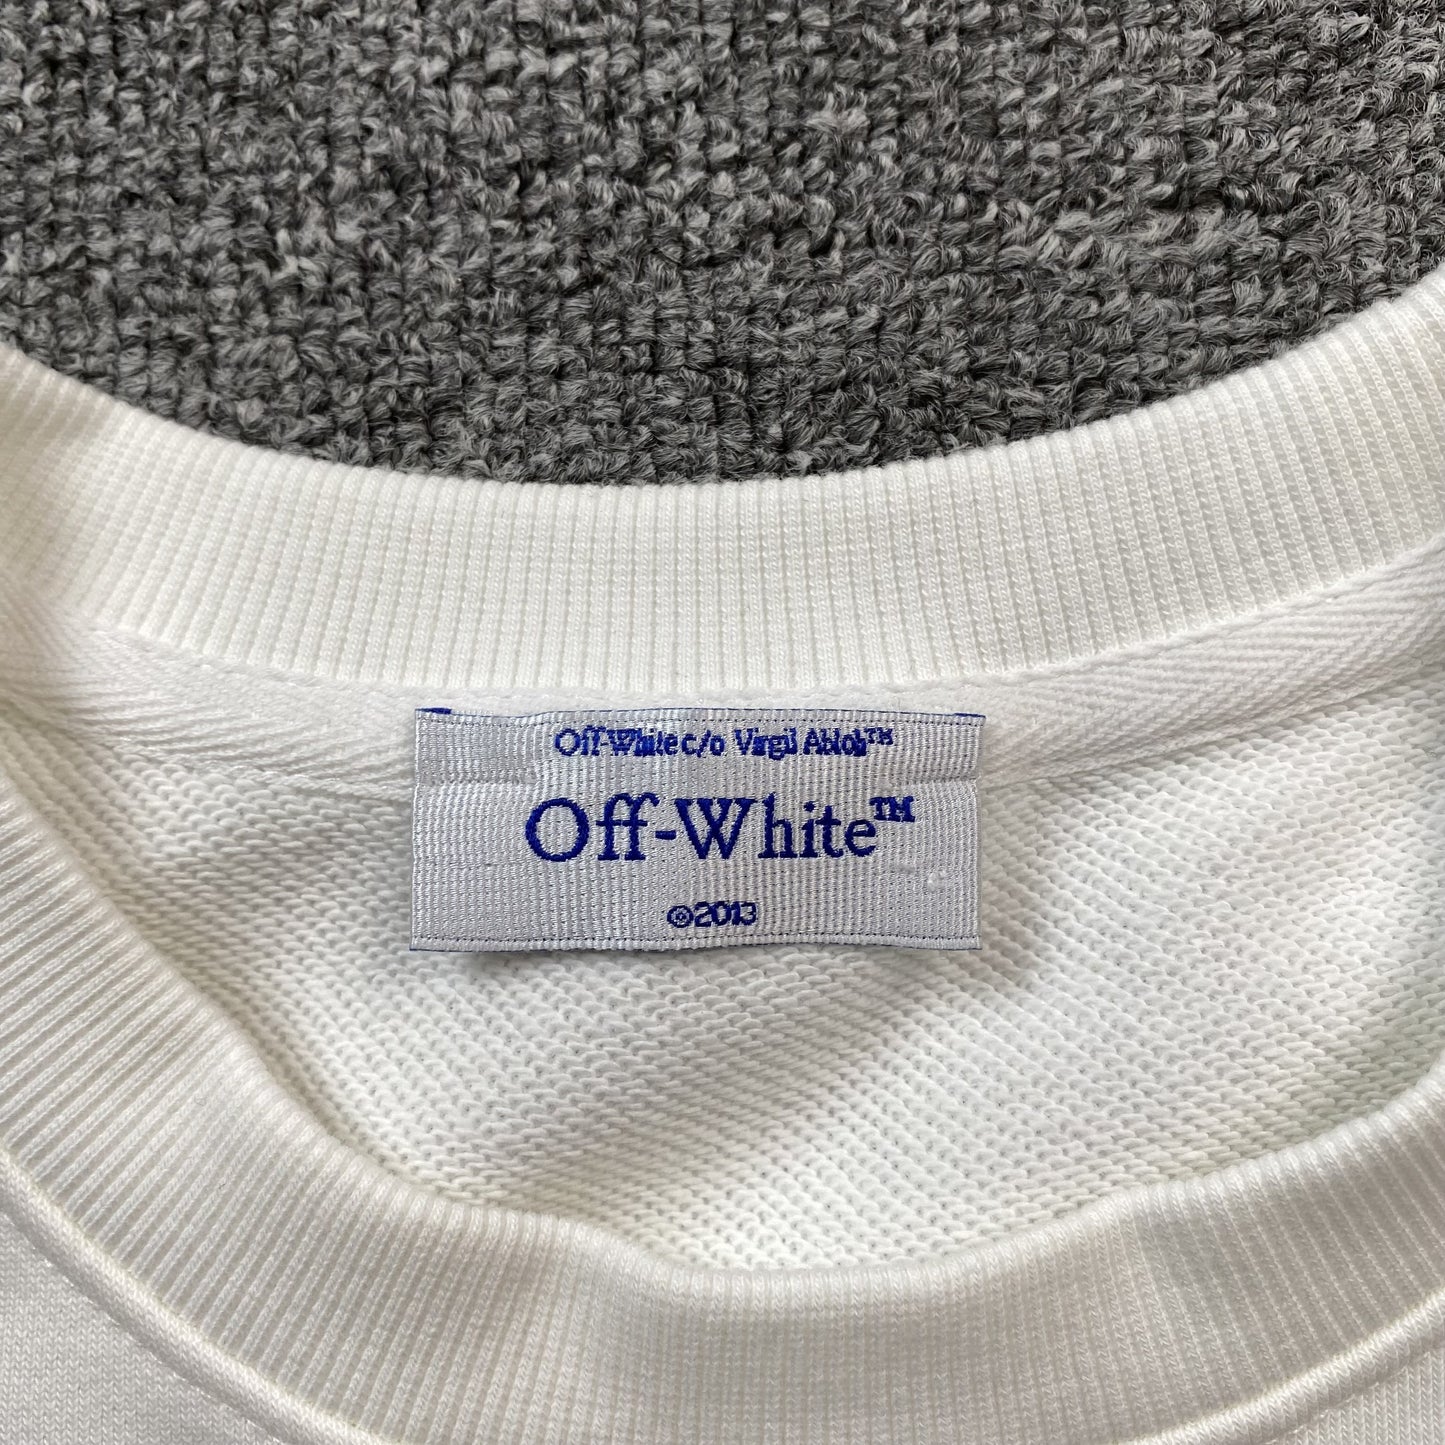 Off-White c/o Virgil Abloh™
Off-White™
©2013